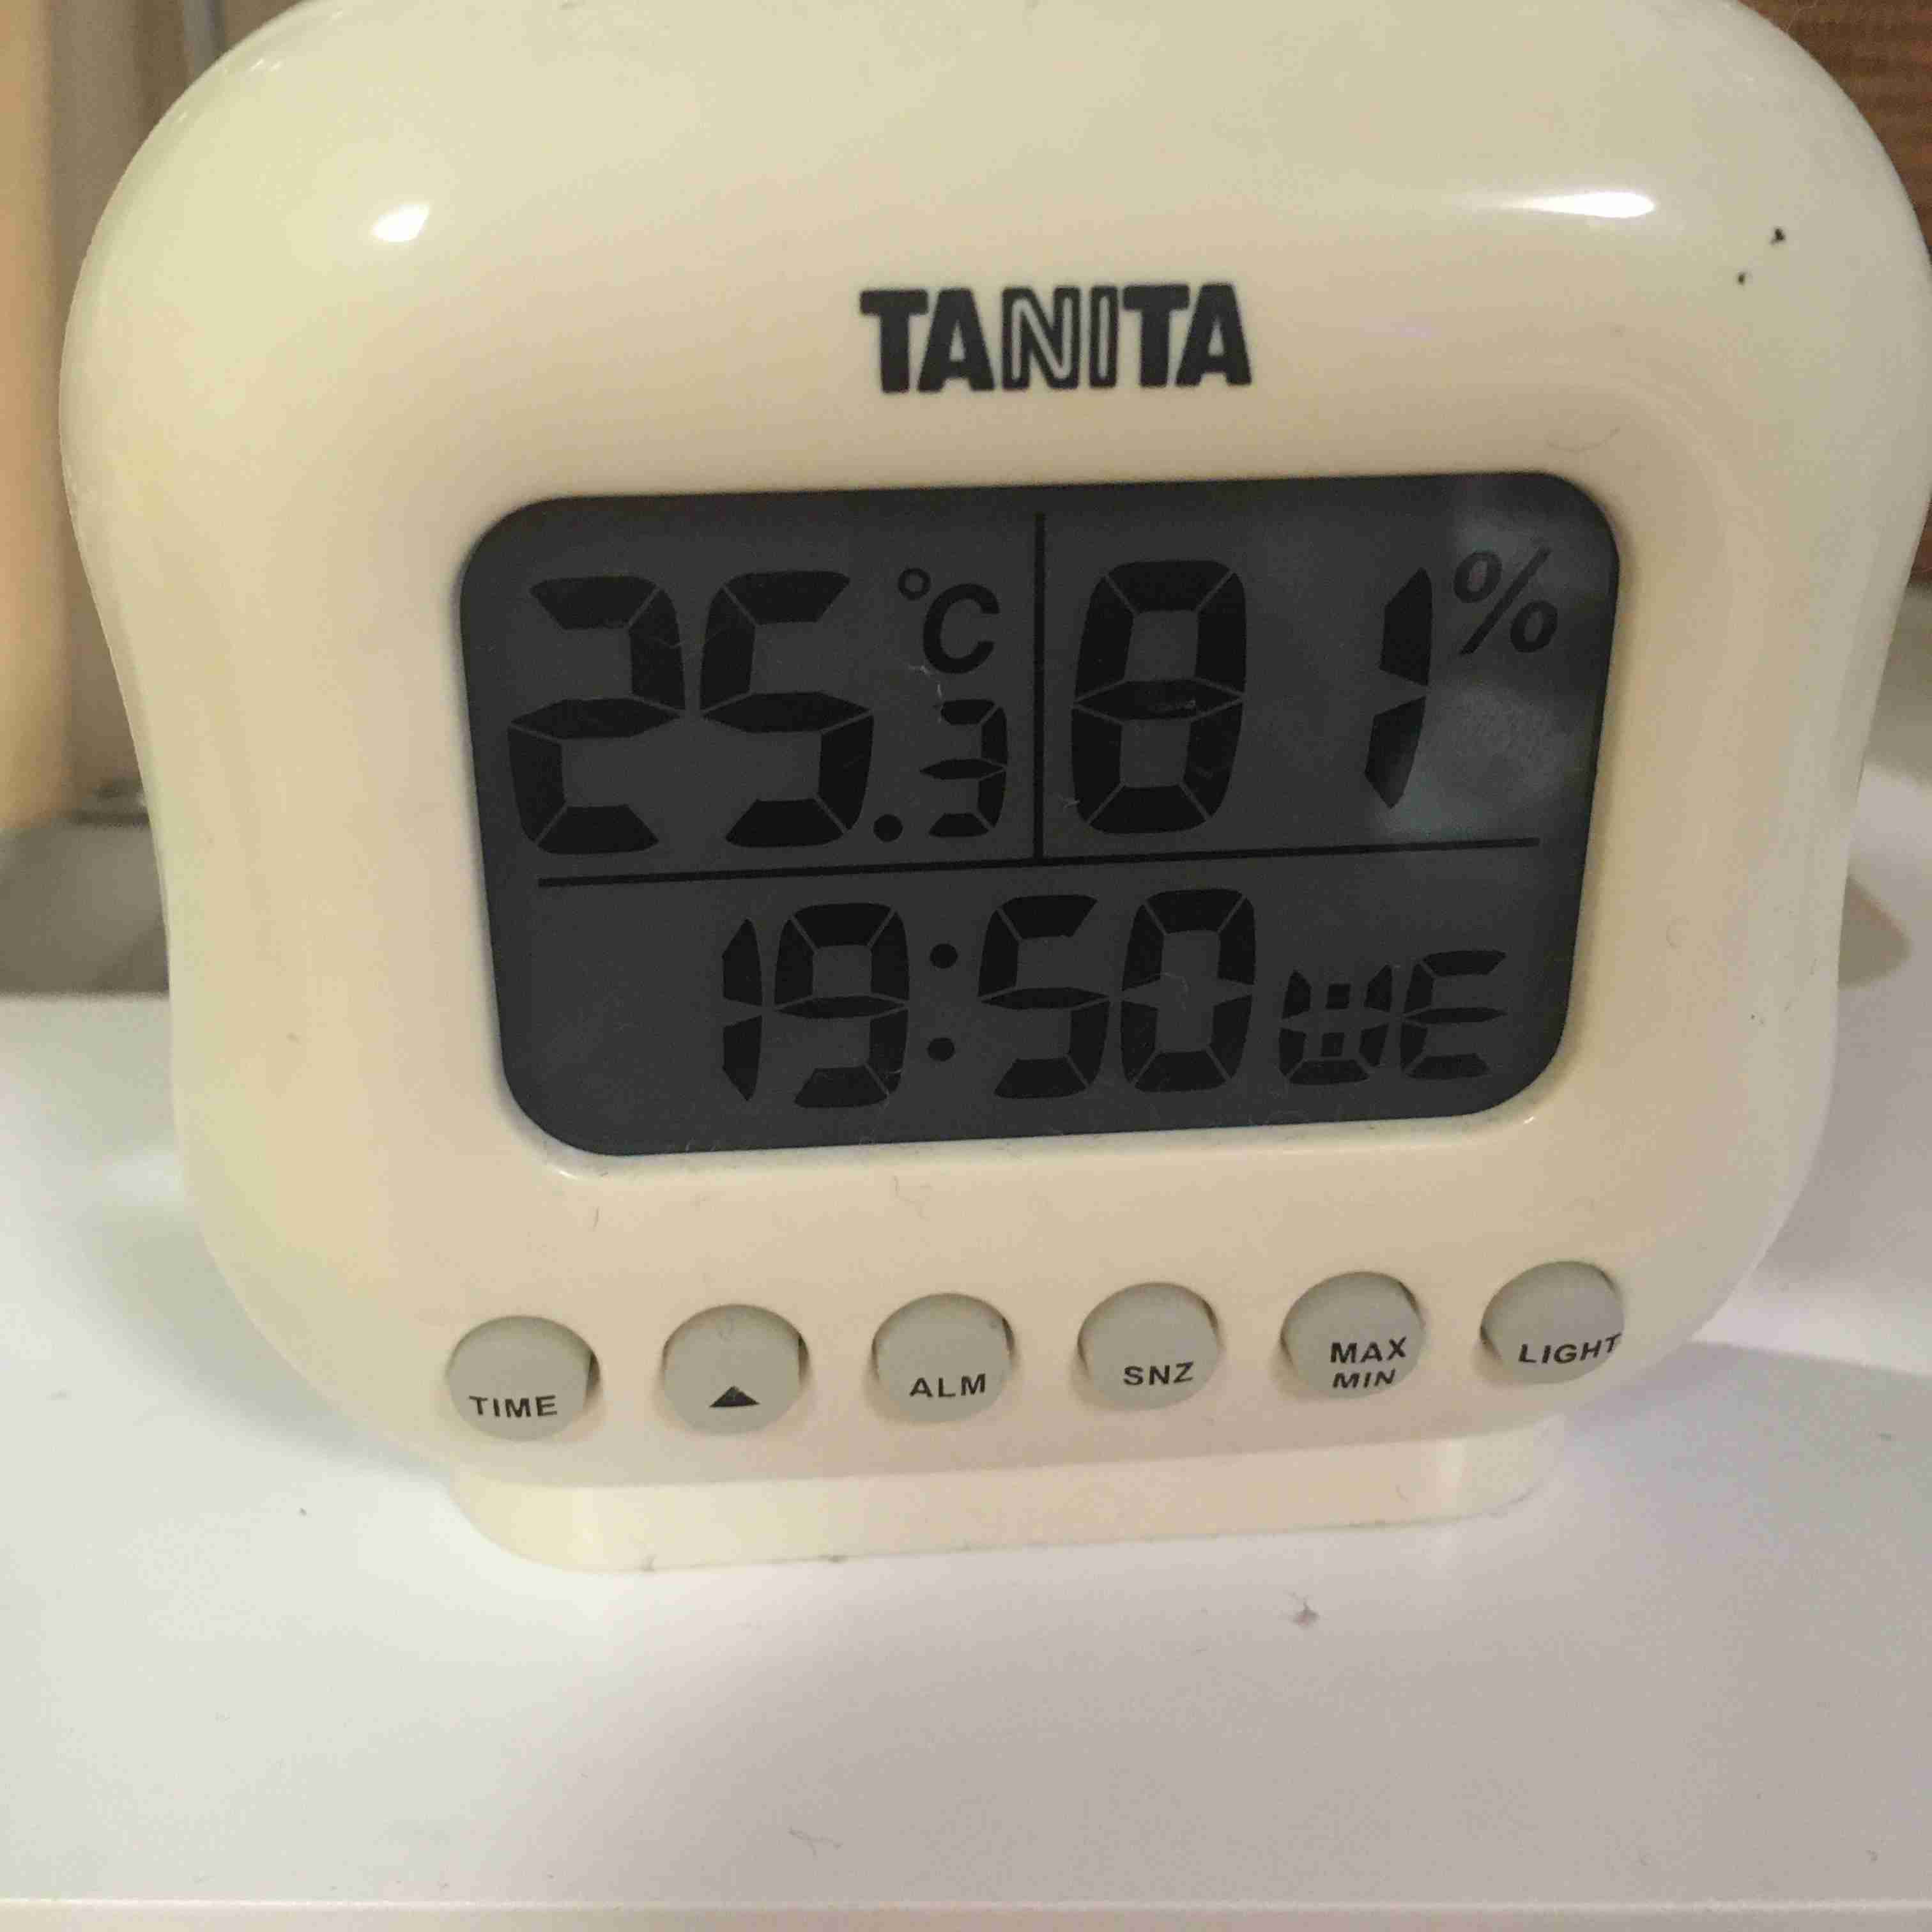 TANITA
25.3 °C 81 %
19:50 WE
TIME ▲ ALM SNZ MAX MIN LIGHT